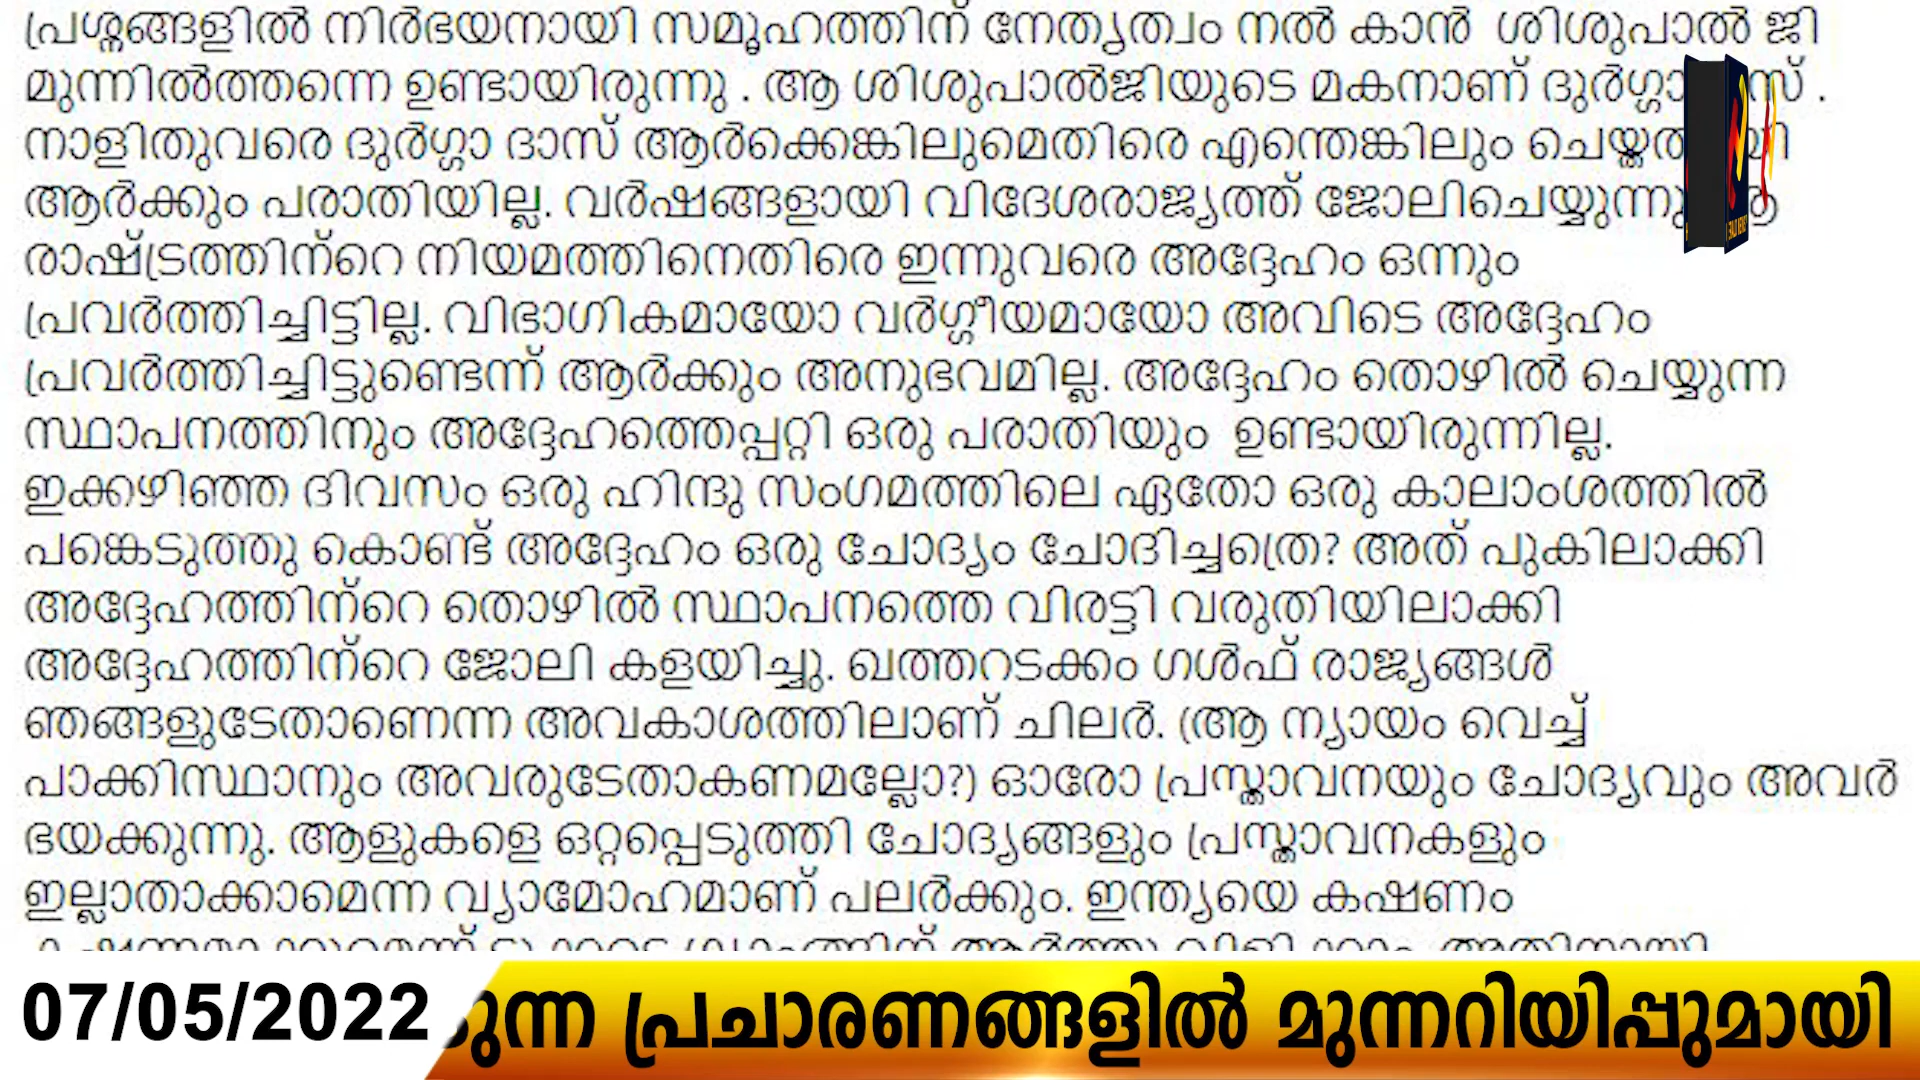 പ്രശ്നങ്ങളിൽ നിർഭയനായി സമൂഹത്തിന് നേതൃത്വം നൽ കാൻ ശിശുപാൽ ജി
മുന്നിൽത്തന്നെ ഉണ്ടായിരുന്നു . ആ ശിശുപാൽജിയുടെ മകനാണ് .
നാളിതുവരെ ദുർഗ്ഗാ ദാസ് ആർക്കെങ്കിലുമെതിരെ എന്തെങ്കിലും
ആർക്കും പരാതിയില്ല. വർഷങ്ങളായി വിദേശരാജ്യത്ത് ജോലിചെയ്യുന്നു
രാഷ്ട്രത്തിന്റെ നിയമത്തിനെതിരെ ഇന്നുവരെ അദ്ദേഹം ഒന്നും
പ്രവർത്തിച്ചിട്ടില്ല. വിഭാഗികമായോ വർഗ്ഗീയമായോ അവിടെ അദ്ദേഹം
പ്രവർത്തിച്ചിട്ടുണ്ടെന്ന് ആർക്കും അനുഭവമില്ല. അദ്ദേഹം തൊഴിൽ ചെയ്യുന്ന
സ്ഥാപനത്തിനും അദ്ദേഹത്തെപ്പറ്റി ഒരു പരാതിയും ഉണ്ടായിരുന്നില്ല.
ഇക്കഴിഞ്ഞ ദിവസം ഒരു ഹിന്ദു സംഗമത്തിലെ ഏതോ ഒരു കാലാംശത്തിൽ
പങ്കെടുത്തു കൊണ്ട് അദ്ദേഹം ഒരു ചോദ്യം ചോദിച്ചത്രെ? അത് പുകിലാക്കി
അദ്ദേഹത്തിന്റെ തൊഴിൽ സ്ഥാപനത്തെ വിരട്ടി വരുതിയിലാക്കി
അദ്ദേഹത്തിന്റെ ജോലി കളയിച്ചു. ഖത്തറടക്കം ഗൾഫ് രാജ്യങ്ങൾ
ഞങ്ങളുടേതാണെന്ന അവകാശത്തിലാണ് ചിലർ. (ആ ന്യായം വെച്ച്
പാക്കിസ്ഥാനും അവരുടേതാകണമല്ലോ?) ഓരോ പ്രസ്താവനയും ചോദ്യവും അവർ
ഭയക്കുന്നു. ആളുകളെ ഒറ്റപ്പെടുത്തി ചോദ്യങ്ങളും പ്രസ്താവനകളും
ഇല്ലാതാക്കാമെന്ന വ്യാമോഹമാണ് പലർക്കും. ഇന്ത്യയെ കഷണം
07/05/2022 പ്രചാരണങ്ങളിൽ മുന്നറിയിപ്പുമായി